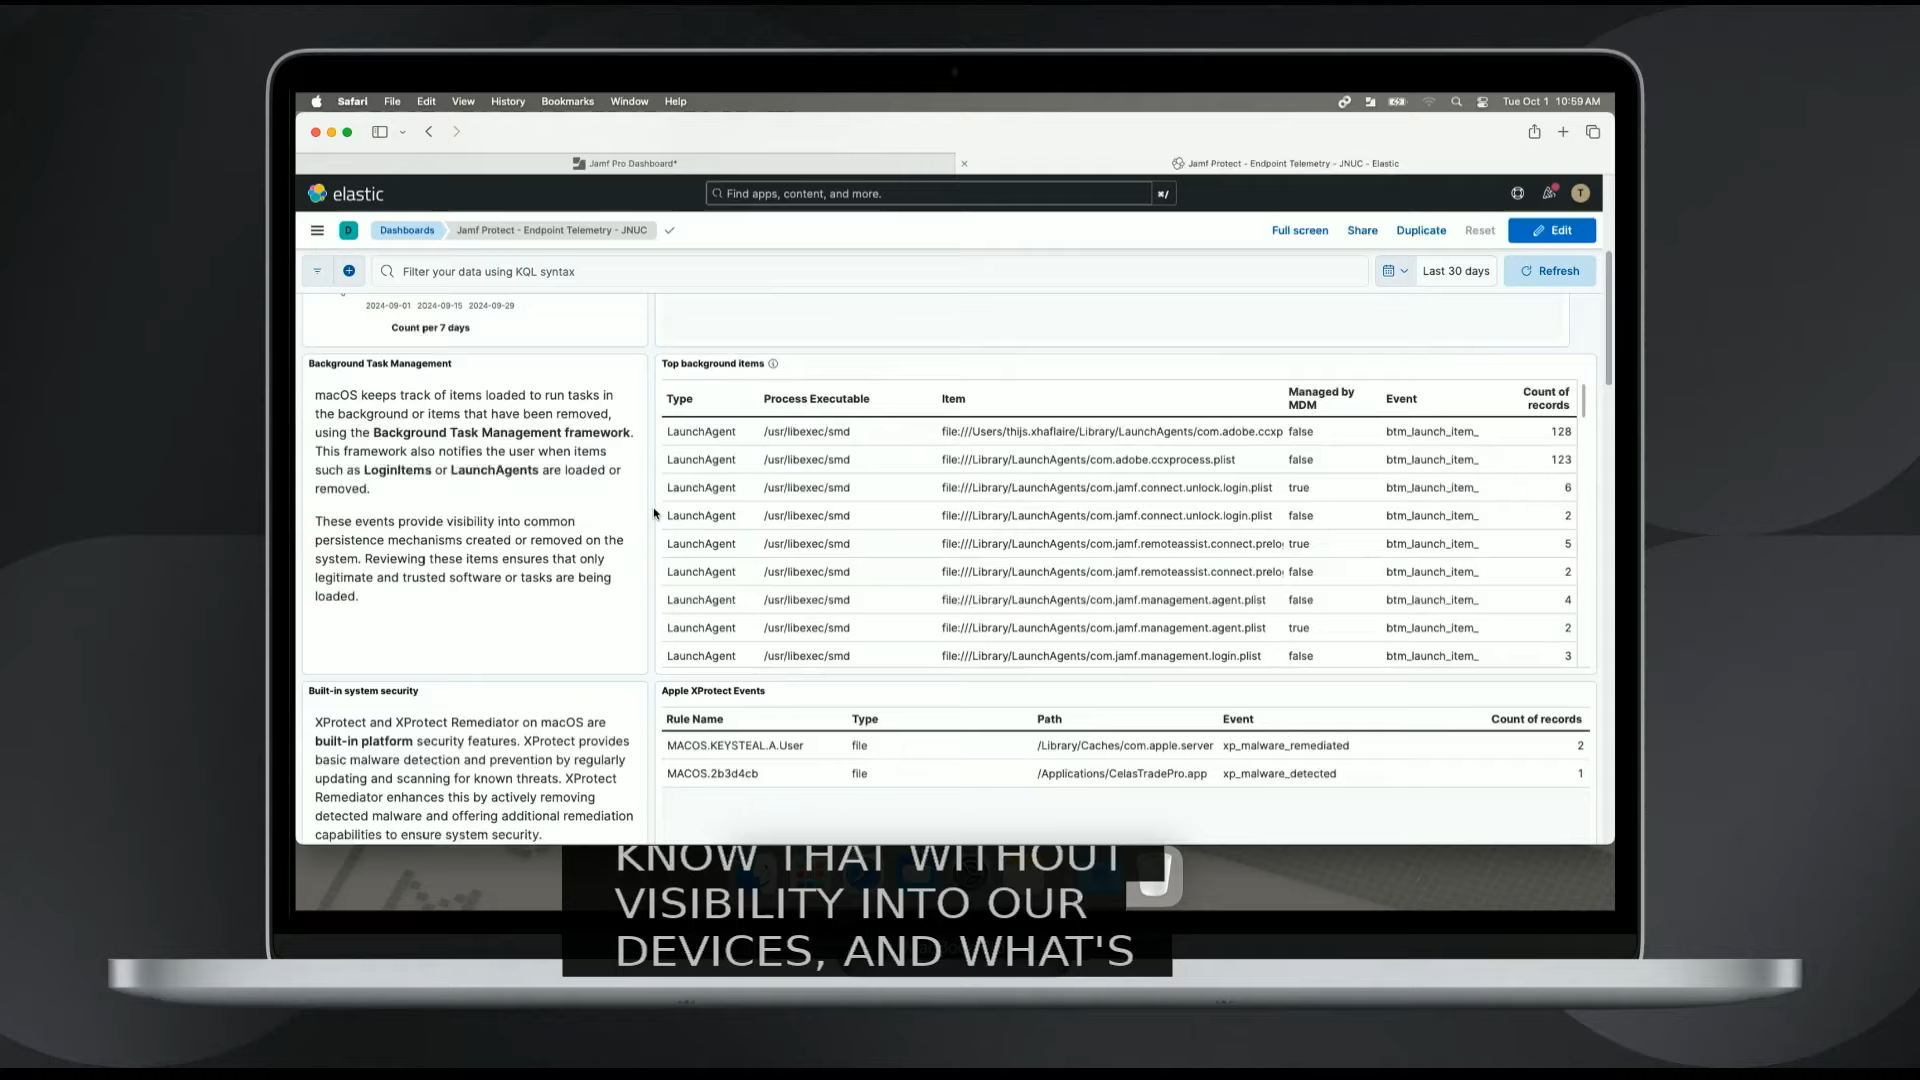 Safari File Edit View History Bookmarks Window Help
Tue Oct 1 10:59 AM
Jamf Pro Dashboard*
Jamf Protect - Endpoint Telemetry - JNUC - Elastic
elastic
Find apps, content, and more.
⌘/
T
D
Dashboards
Jamf Protect - Endpoint Telemetry - JNUC
Full screen
Share
Duplicate
Reset
Edit
Filter your data using KQL syntax
Last 30 days
Refresh
2024-09-01 2024-09-15 2024-09-29
Count per 7 days
Background Task Management
macOS keeps track of items loaded to run tasks in
the background or items that have been removed,
using the Background Task Management framework.
This framework also notifies the user when items
such as LoginItems or LaunchAgents are loaded or
removed.
These events provide visibility into common
persistence mechanisms created or removed on the
system. Reviewing these items ensures that only
legitimate and trusted software or tasks are being
loaded.
Top background items
Type Process Executable Item Managed by MDM Event Count of records
LaunchAgent /usr/libexec/smd file:///Users/thijs.xhaflaire/Library/LaunchAgents/com.adobe.ccxp false btm_launch_item_ 128
LaunchAgent /usr/libexec/smd file:///Library/LaunchAgents/com.adobe.ccxprocess.plist false btm_launch_item_ 123
LaunchAgent /usr/libexec/smd file:///Library/LaunchAgents/com.jamf.connect.unlock.login.plist true btm_launch_item_ 6
LaunchAgent /usr/libexec/smd file:///Library/LaunchAgents/com.jamf.connect.unlock.login.plist false btm_launch_item_ 2
LaunchAgent /usr/libexec/smd file:///Library/LaunchAgents/com.jamf.remoteassist.connect.prelo true btm_launch_item_ 5
LaunchAgent /usr/libexec/smd file:///Library/LaunchAgents/com.jamf.remoteassist.connect.prelo false btm_launch_item_ 2
LaunchAgent /usr/libexec/smd file:///Library/LaunchAgents/com.jamf.management.agent.plist false btm_launch_item_ 4
LaunchAgent /usr/libexec/smd file:///Library/LaunchAgents/com.jamf.management.agent.plist true btm_launch_item_ 2
LaunchAgent /usr/libexec/smd file:///Library/LaunchAgents/com.jamf.management.login.plist false btm_launch_item_ 3
Built-in system security
XProtect and XProtect Remediator on macOS are
built-in platform security features. XProtect provides
basic malware detection and prevention by regularly
updating and scanning for known threats. XProtect
Remediator enhances this by actively removing
detected malware and offering additional remediation
capabilities to ensure system security.
Apple XProtect Events
Rule Name Type Path Event Count of records
MACOS.KEYSTEAL.A.User file /Library/Caches/com.apple.server xp_malware_remediated 2
MACOS.2b3d4cb file /Applications/CelasTradePro.app xp_malware_detected 1
KNOW THAT WITHOUT
VISIBILITY INTO OUR
DEVICES, AND WHAT'S